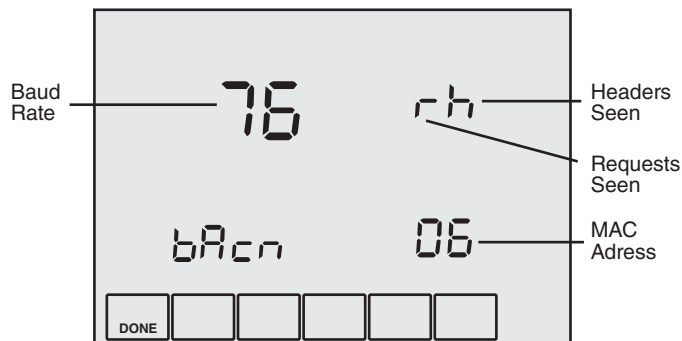 Baud
Rate
76
rh
Headers
Seen
Requests
Seen
bAcn
06
MAC
Adress
DONE